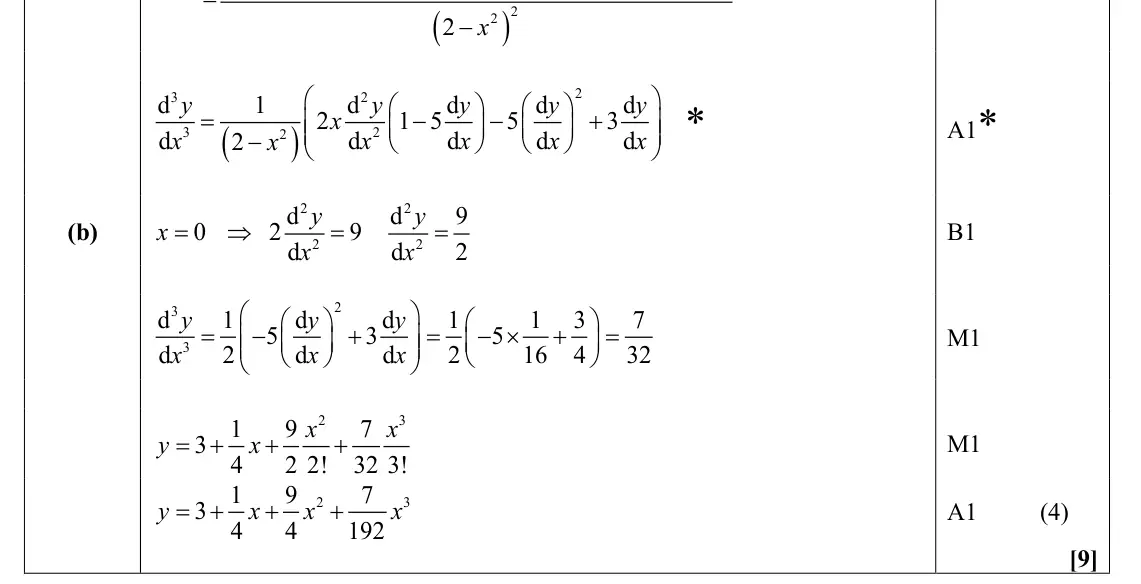 = (2 − x²)²
d³y/dx³ = 1/(2 − x²) (2x d²y/dx² (1 − 5 dy/dx) − 5(dy/dx)² + 3 dy/dx) * A1*
(b) x = 0 ⇒ 2 d²y/dx² = 9 d²y/dx² = 9/2 B1
d³y/dx³ = 1/2 (−5(dy/dx)² + 3 dy/dx) = 1/2 (−5 × 1/16 + 3/4) = 7/32 M1
y = 3 + 1/4 x + 9/2 x²/2! + 7/32 x³/3! M1
y = 3 + 1/4 x + 9/4 x² + 7/192 x³ A1 (4)
[9]